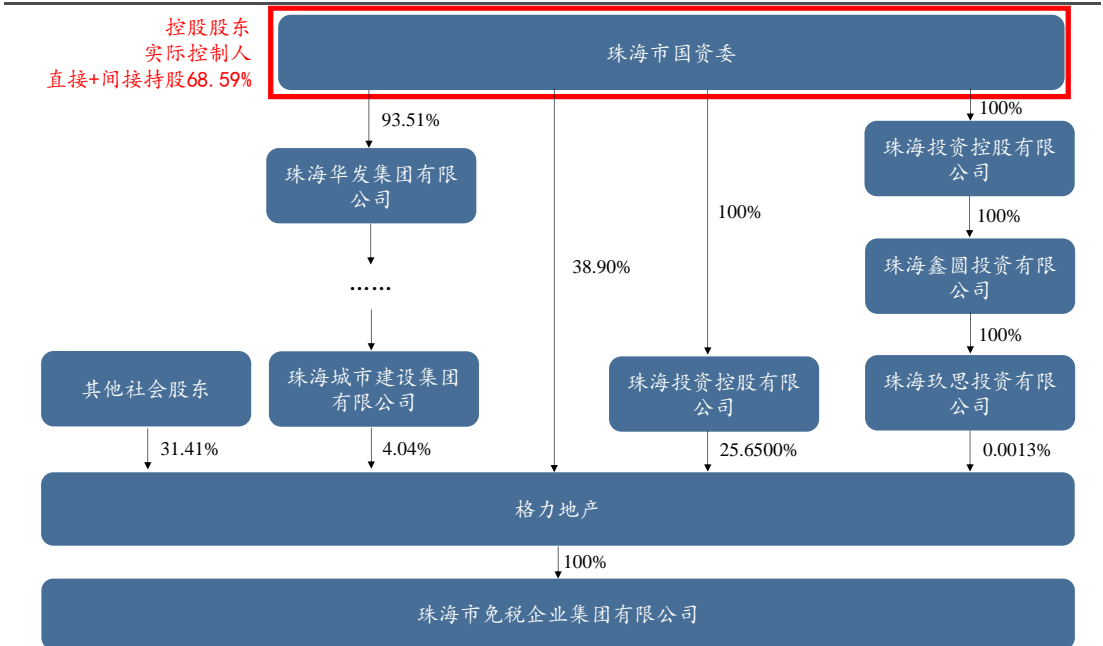 控股股东
实际控制人
直接+间接持股68.59%
珠海市国资委
93.51%
100%
珠海华发集团有限
公司
珠海投资控股有限
公司
100%
100%
38.90%
珠海鑫圆投资有限
公司
……
100%
其他社会股东
珠海城市建设集团
有限公司
珠海投资控股有限
公司
珠海玖思投资有限
公司
31.41%
4.04%
25.6500%
0.0013%
格力地产
100%
珠海市免税企业集团有限公司